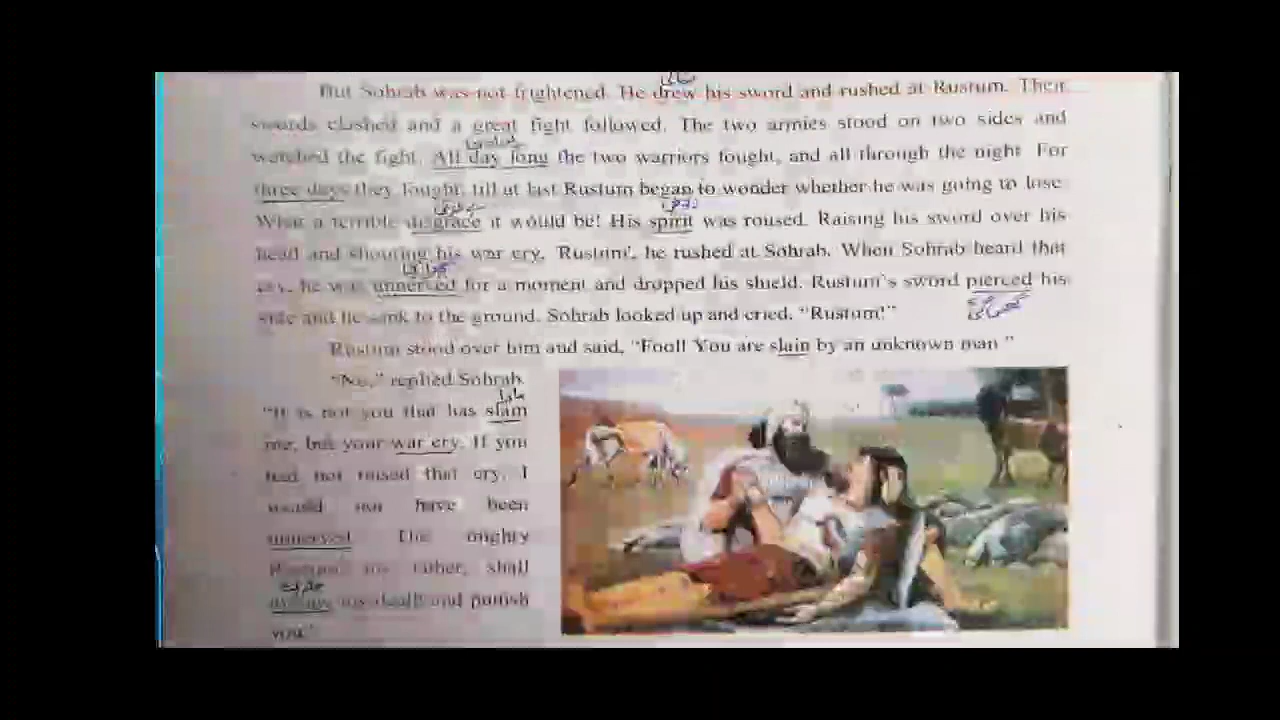 But Sohrab was not frightened. He drew his sword and rushed at Rustum. Their
swords clashed and a great fight followed. The two armies stood on two sides and
watched the fight. All day long the two warriors fought, and all through the night. For
three days they fought, till at last Rustum began to wonder whether he was going to lose.
What a terrible disgrace it would be! His spirit was roused. Raising his sword over his
head and shouting his war cry, 'Rustum', he rushed at Sohrab. When Sohrab heard that
cry, he was unnerved for a moment and dropped his shield. Rustum's sword pierced his
side and he sank to the ground. Sohrab looked up and cried, "Rustum!"
Rustum stood over him and said, "Fool! You are slain by an unknown man."
"No," replied Sohrab.
"It is not you that has slain
me, but your war cry. If you
had not raised that cry, I
would not have been
unnerved. The mighty
Rustum, my father, shall
avenge my death and punish
you."